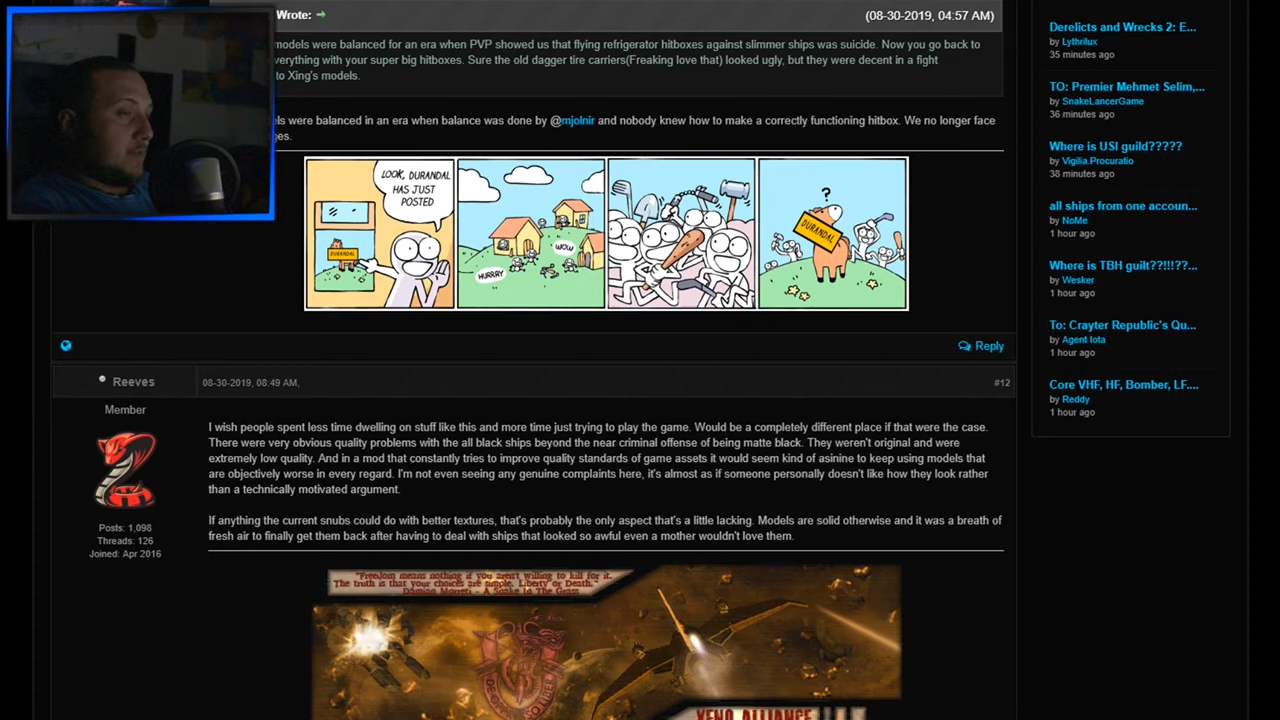 Wrote:
(08-30-2019, 04:57 AM)
models were balanced for an era when PVP showed us that flying refrigerator hitboxes against slimmer ships was suicide. Now you go back to
verything with your super big hitboxes. Sure the old dagger tire carriers(Freaking love that) looked ugly, but they were decent in a fight
to Xing's models.
els were balanced in an era when balance was done by @mjolnir and nobody knew how to make a correctly functioning hitbox. We no longer face
ges.
LOOK, DURANDAL
HAS JUST
POSTED
DURANDAL
HURRRY
WOW
?
DURANDAL
Reply
Reeves
08-30-2019, 08:49 AM,
#12
Member
Posts: 1,098
Threads: 126
Joined: Apr 2016
I wish people spent less time dwelling on stuff like this and more time just trying to play the game. Would be a completely different place if that were the case.
There were very obvious quality problems with the all black ships beyond the near criminal offense of being matte black. They weren't original and were
extremely low quality. And in a mod that constantly tries to improve quality standards of game assets it would seem kind of asinine to keep using models that
are objectively worse in every regard. I'm not even seeing any genuine complaints here, it's almost as if someone personally doesn't like how they look rather
than a technically motivated argument.
If anything the current snubs could do with better textures, that's probably the only aspect that's a little lacking. Models are solid otherwise and it was a breath of
fresh air to finally get them back after having to deal with ships that looked so awful even a mother wouldn't love them.
"Freedom means nothing if you aren't willing to kill for it.
The truth is that your choices are simple. Liberty or Death."
Damian Moretti - A Snake In The Grass
XENO ALLIANCE
Derelicts and Wrecks 2: E...
by Lythrilux
35 minutes ago
TO: Premier Mehmet Selim,...
by SnakeLancerGame
36 minutes ago
Where is USI guild?????
by Vigilia.Procuratio
38 minutes ago
all ships from one accoun...
by NoMe
1 hour ago
Where is TBH guilt??!!!??...
by Wesker
1 hour ago
To: Crayter Republic's Qu...
by Agent Iota
1 hour ago
Core VHF, HF, Bomber, LF....
by Reddy
1 hour ago